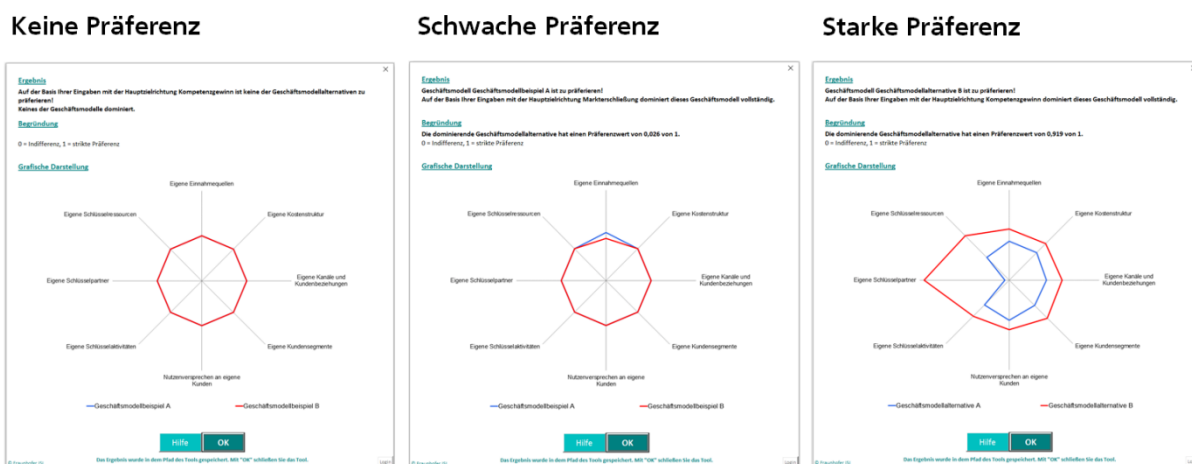 Keine Präferenz
Ergebnis
Auf der Basis Ihrer Eingaben mit der Hauptzielrichtung Kompetenzgewinn ist keine der Geschäftsmodellalternativen zu
präferieren!
Keines der Geschäftsmodelle dominiert.
Begründung
0 = Indifferenz, 1 = strikte Präferenz
Grafische Darstellung
Eigene Einnahmequellen
Eigene Schlüsselressourcen
Eigene Kostenstruktur
Eigene Schlüsselpartner
Eigene Kanäle und
Kundenbeziehungen
Eigene Schlüsselaktivitäten
Eigene Kundensegmente
Nutzenversprechen an eigene
Kunden
Geschäftsmodellbeispiel A
Geschäftsmodellbeispiel B
Hilfe
OK
Das Ergebnis wurde in dem Pfad des Tools gespeichert. Mit "OK" schließen Sie das Tool.
Schwache Präferenz
Ergebnis
Geschäftsmodell Geschäftsmodellbeispiel A ist zu präferieren!
Auf der Basis Ihrer Eingaben mit der Hauptzielrichtung Markterschließung dominiert dieses Geschäftsmodell vollständig.
Begründung
Die dominierende Geschäftsmodellalternative hat einen Präferenzwert von 0,026 von 1.
0 = Indifferenz, 1 = strikte Präferenz
Grafische Darstellung
Eigene Einnahmequellen
Eigene Schlüsselressourcen
Eigene Kostenstruktur
Eigene Schlüsselpartner
Eigene Kanäle und
Kundenbeziehungen
Eigene Schlüsselaktivitäten
Eigene Kundensegmente
Nutzenversprechen an eigene
Kunden
Geschäftsmodellbeispiel A
Geschäftsmodellbeispiel B
Hilfe
OK
Das Ergebnis wurde in dem Pfad des Tools gespeichert. Mit "OK" schließen Sie das Tool.
Starke Präferenz
Ergebnis
Geschäftsmodell Geschäftsmodellalternative B ist zu präferieren!
Auf der Basis Ihrer Eingaben mit der Hauptzielrichtung Kompetenzgewinn dominiert dieses Geschäftsmodell vollständig.
Begründung
Die dominierende Geschäftsmodellalternative hat einen Präferenzwert von 0,919 von 1.
0 = Indifferenz, 1 = strikte Präferenz
Grafische Darstellung
Eigene Einnahmequellen
Eigene Schlüsselressourcen
Eigene Kostenstruktur
Eigene Schlüsselpartner
Eigene Kanäle und
Kundenbeziehungen
Eigene Schlüsselaktivitäten
Eigene Kundensegmente
Nutzenversprechen an eigene
Kunden
Geschäftsmodellalternative A
Geschäftsmodellalternative B
Hilfe
OK
Das Ergebnis wurde in dem Pfad des Tools gespeichert. Mit "OK" schließen Sie das Tool.